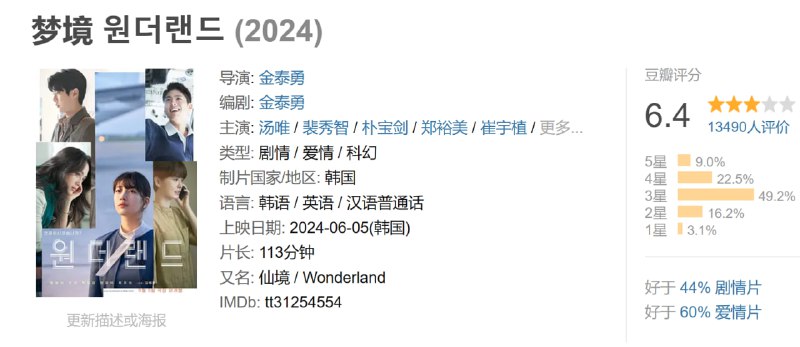 梦境 원더랜드 (2024)
원더랜드
更新描述或海报
导演: 金泰勇
编剧: 金泰勇
主演: 汤唯 / 裴秀智 / 朴宝剑 / 郑裕美 / 崔宇植 / 更多...
类型: 剧情 / 爱情 / 科幻
制片国家/地区: 韩国
语言: 韩语 / 英语 / 汉语普通话
上映日期: 2024-06-05(韩国)
片长: 113分钟
又名: 仙境 / Wonderland
IMDb: tt31254554
豆瓣评分
6.4
13490人评价
5星 9.0%
4星 22.5%
3星 49.2%
2星 16.2%
1星 3.1%
好于 44% 剧情片
好于 60% 爱情片